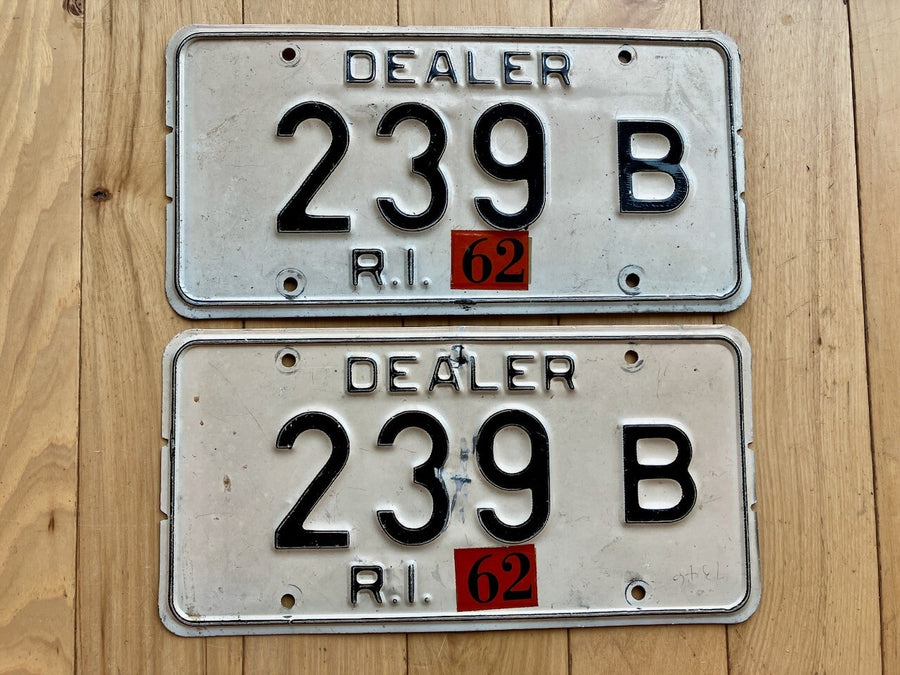 DEALER
239 B
R.I. 62
DEALER
239 B
R.I. 62